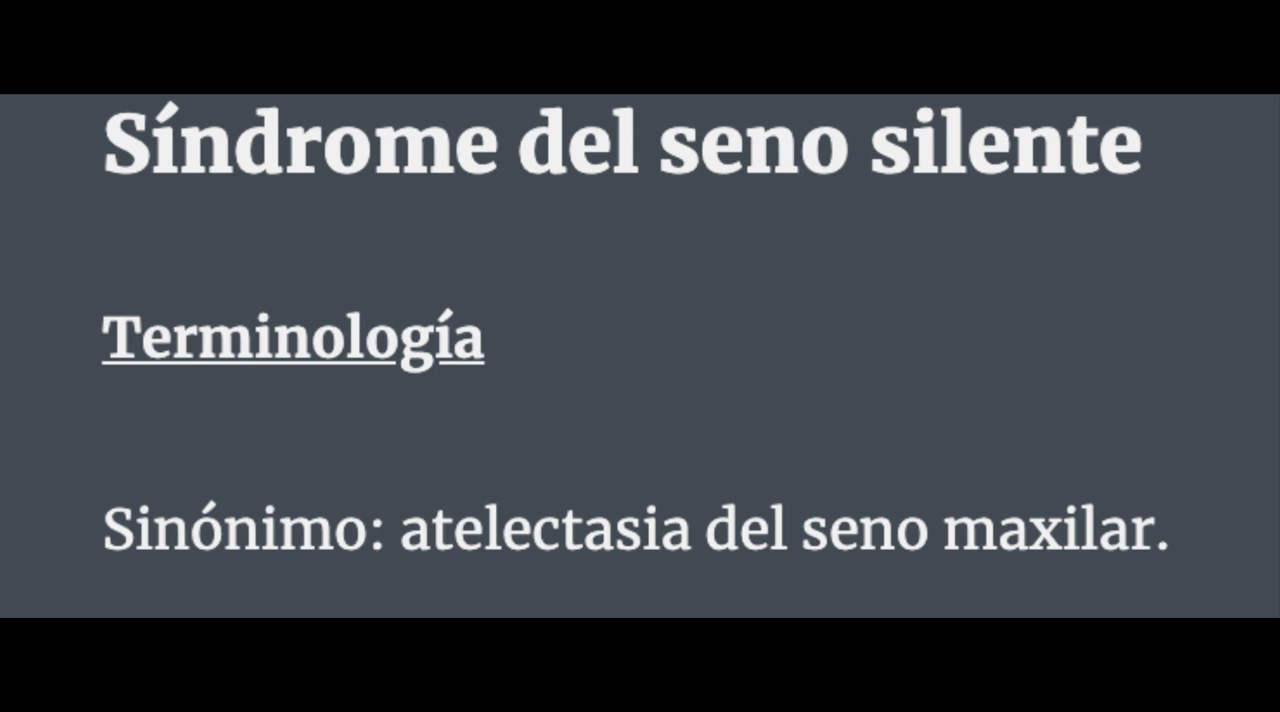 Síndrome del seno silente
Terminología
Sinónimo: atelectasia del seno maxilar.